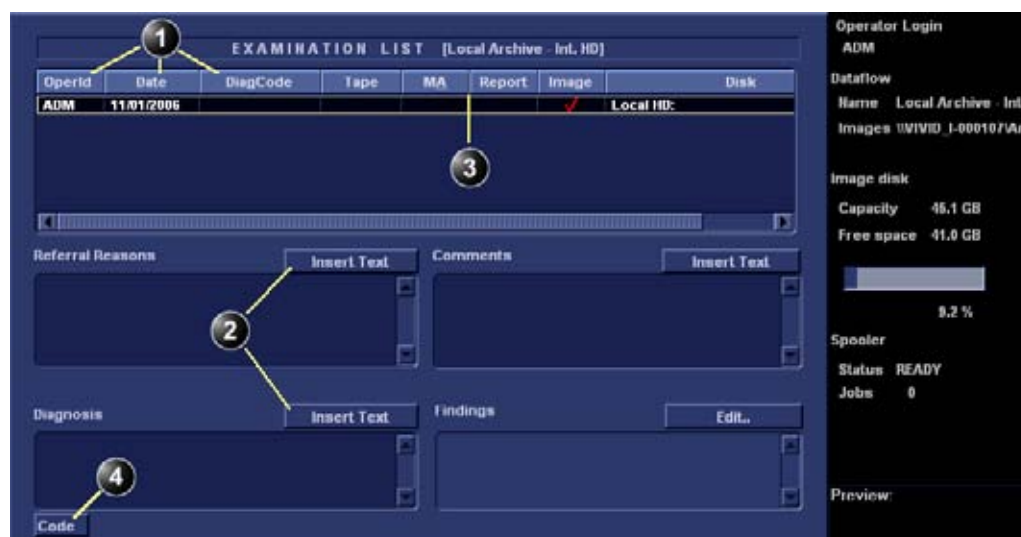 1
EXAMINATION LIST [Local Archive - Int. HD]
OperId Date DiagCode Tape MA Report Image Disk
ADM 11/01/2006 Local HD:
3
Referral Reasons Insert Text Comments Insert Text
2
Diagnosis Insert Text Findings Edit..
4
Code
Operator Login
ADM
Dataflow
Name Local Archive - Int.
Images \\VIVID_I-000107\Ar
Image disk
Capacity 45.1 GB
Free space 41.0 GB
9.2 %
Spooler
Status READY
Jobs 0
Preview: